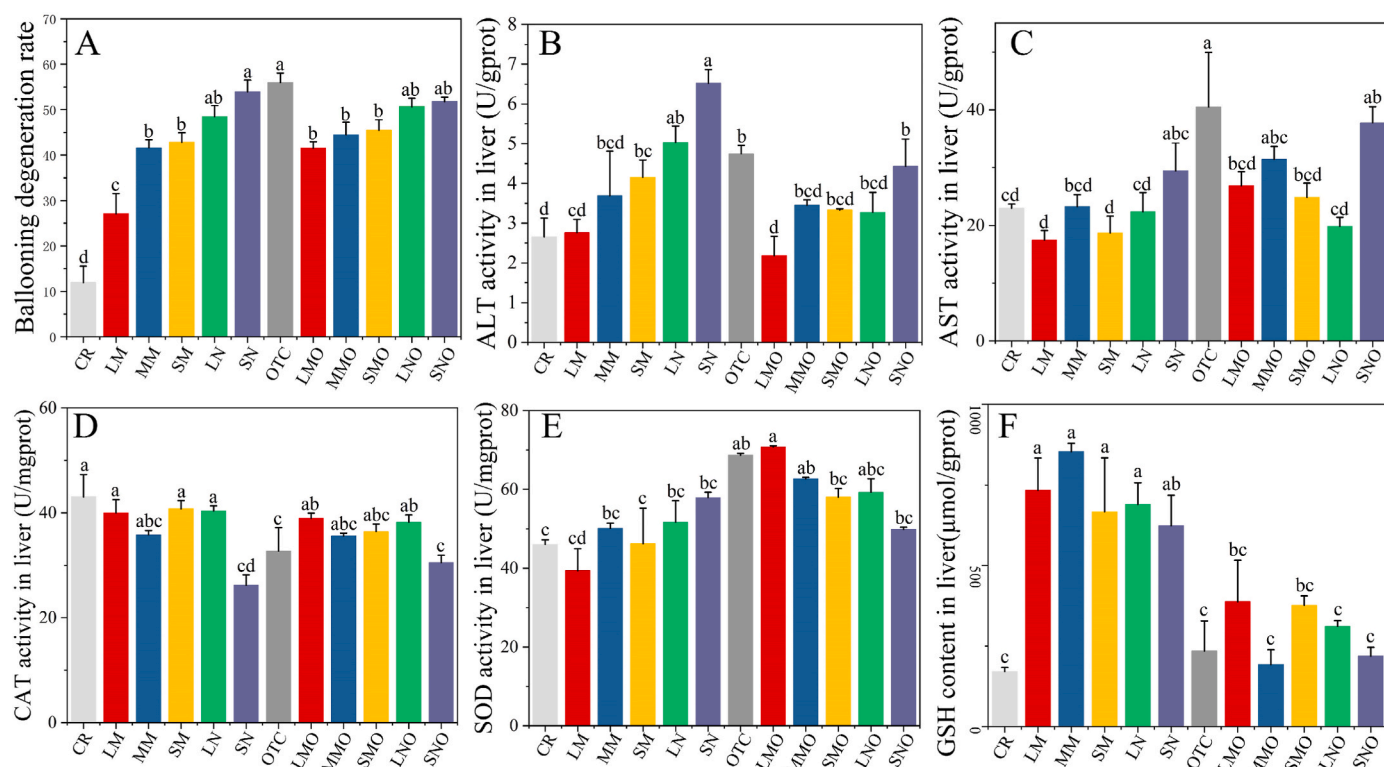 A
Ballooning degeneration rate
70
60
50
40
30
20
10
0
d
c
b
b
ab
a
a
b
b
b
ab
ab
CR
LM
MM
SM
LN
SN
OTC
LMO
MMO
SMO
LNO
SNO
B
ALT activity in liver (U/gprot)
8
7
6
5
4
3
2
1
0
d
cd
bcd
bc
ab
a
b
d
bcd
bcd
bcd
b
CR
LM
MM
SM
LN
SN
OTC
LMO
MMO
SMO
LNO
SNO
C
AST activity in liver (U/gprot)
40
20
0
cd
d
bcd
d
cd
abc
a
bcd
abc
bcd
cd
ab
CR
LM
MM
SM
LN
SN
OTC
LMO
MMO
SMO
LNO
SNO
D
CAT activity in liver (U/mgprot)
60
40
20
0
a
a
abc
a
a
cd
c
ab
abc
abc
ab
c
CR
LM
MM
SM
LN
SN
OTC
LMO
MMO
SMO
LNO
SNO
E
SOD activity in liver (U/mgprot)
80
60
40
20
0
bc
cd
bc
c
bc
bc
ab
a
ab
bc
abc
bc
CR
LM
MM
SM
LN
SN
OTC
LMO
MMO
SMO
LNO
SNO
F
GSH content in liver(μmol/gprot)
1000
500
0
c
a
a
a
a
ab
c
bc
c
bc
c
c
CR
LM
MM
SM
LN
SN
OTC
LMO
MMO
SMO
LNO
SNO